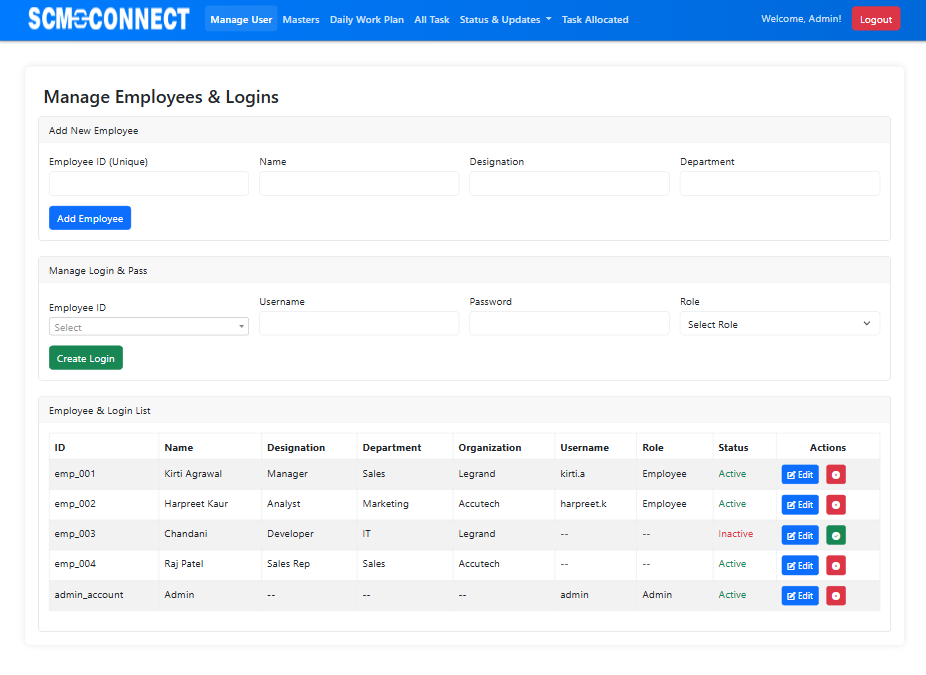 SCM CONNECT Manage User Masters Daily Work Plan All Task Status & Updates Task Allocated Welcome, Admin! Logout
Manage Employees & Logins
Add New Employee
Employee ID (Unique) Name Designation Department
Add Employee
Manage Login & Pass
Employee ID Username Password Role
Select Select Role
Create Login
Employee & Login List
ID Name Designation Department Organization Username Role Status Actions
emp_001 Kirti Agrawal Manager Sales Legrand kirti.a Employee Active Edit
emp_002 Harpreet Kaur Analyst Marketing Accutech harpreet.k Employee Active Edit
emp_003 Chandani Developer IT Legrand -- -- Inactive Edit
emp_004 Raj Patel Sales Rep Sales Accutech -- -- Active Edit
admin_account Admin -- -- -- admin Admin Active Edit